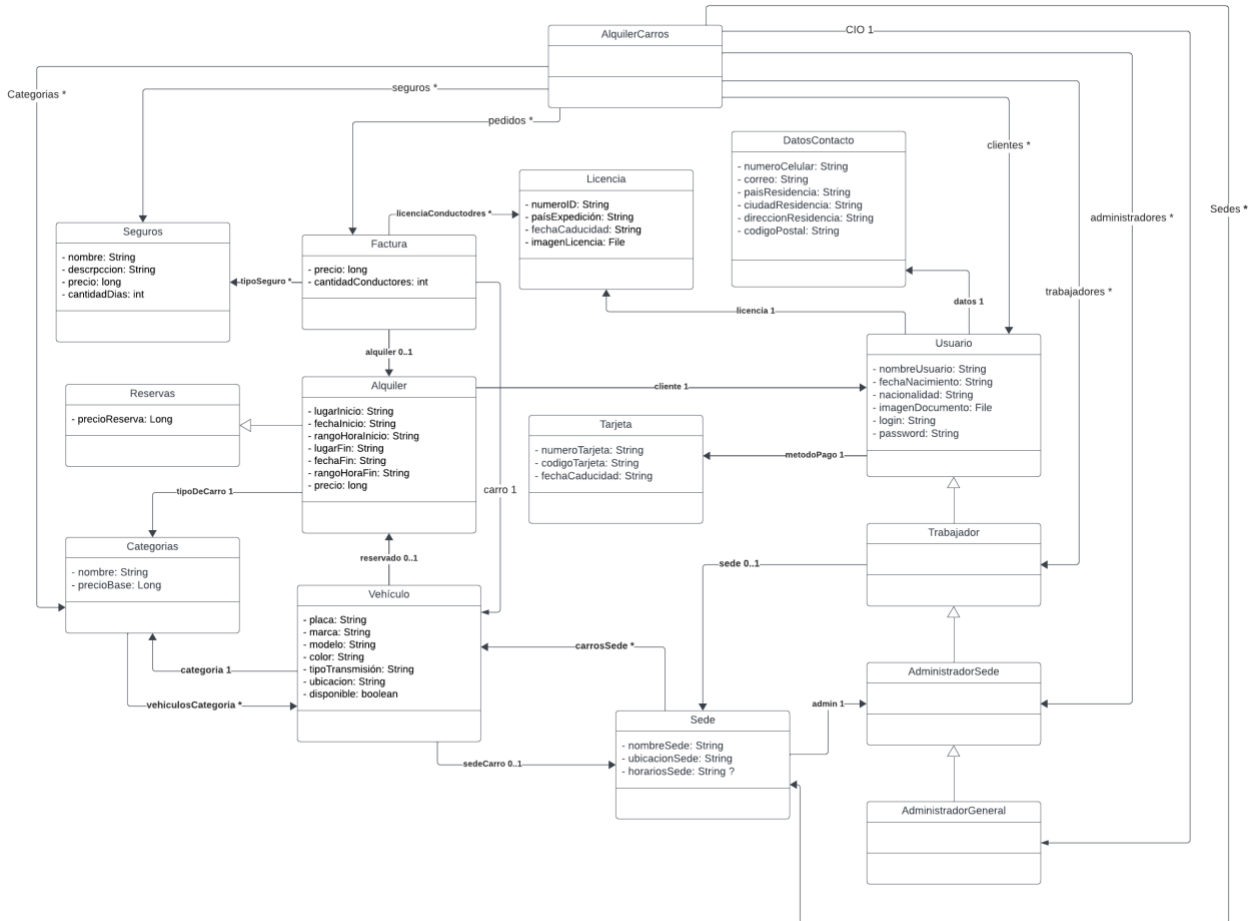 AlquilerCarros
CIO 1
Categorias *
seguros *
pedidos *
clientes *
administradores *
Sedes *
trabajadores *
DatosContacto
- numeroCelular: String
- correo: String
- paisResidencia: String
- ciudadResidencia: String
- direccionResidencia: String
- codigoPostal: String
Licencia
- numeroID: String
- paísExpedición: String
- fechaCaducidad: String
- imagenLicencia: File
licenciaConductodres *
Seguros
- nombre: String
- descrpccion: String
- precio: long
- cantidadDias: int
Factura
- precio: long
- cantidadConductores: int
tipoSeguro *
datos 1
licencia 1
alquiler 0..1
Usuario
- nombreUsuario: String
- fechaNacimiento: String
- nacionalidad: String
- imagenDocumento: File
- login: String
- password: String
Reservas
- precioReserva: Long
Alquiler
- lugarInicio: String
- fechaInicio: String
- rangoHoraInicio: String
- lugarFin: String
- fechaFin: String
- rangoHoraFin: String
- precio: long
cliente 1
Tarjeta
- numeroTarjeta: String
- codigoTarjeta: String
- fechaCaducidad: String
metodoPago 1
tipoDeCarro 1
carro 1
Categorias
- nombre: String
- precioBase: Long
reservado 0..1
Trabajador
sede 0..1
Vehículo
- placa: String
- marca: String
- modelo: String
- color: String
- tipoTransmisión: String
- ubicacion: String
- disponible: boolean
carrosSede *
categoria 1
vehiculosCategoria *
AdministradorSede
admin 1
Sede
- nombreSede: String
- ubicacionSede: String
- horariosSede: String ?
sedeCarro 0..1
AdministradorGeneral